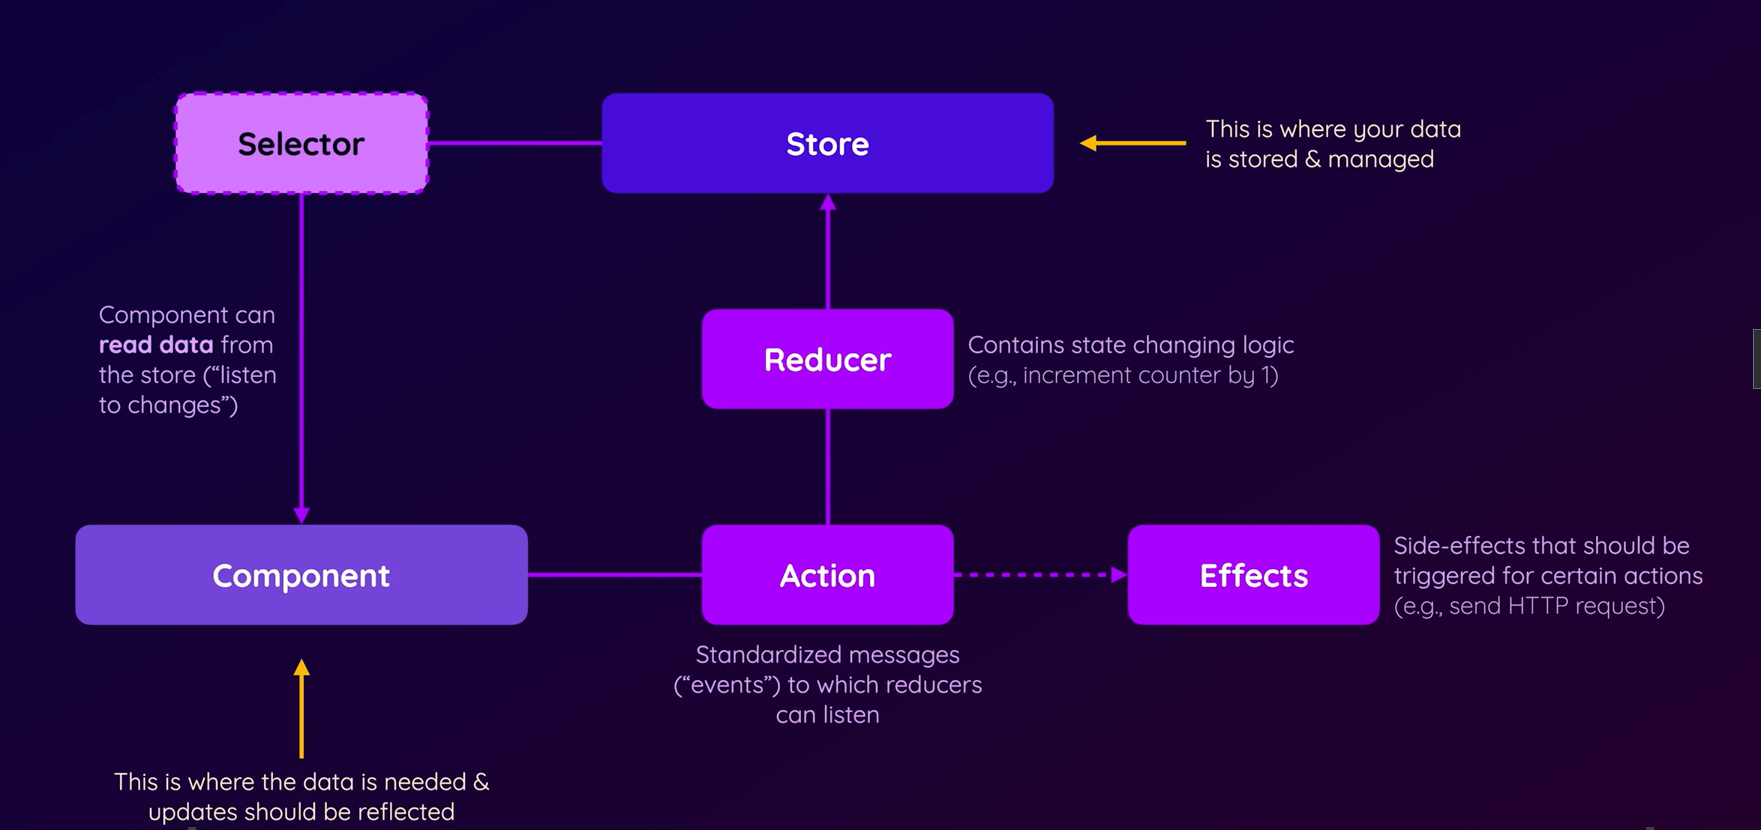 Selector
Store
This is where your data
is stored & managed
Component can
read data from
the store (“listen
to changes”)
Reducer
Contains state changing logic
(e.g., increment counter by 1)
Component
Action
Effects
Side-effects that should be
triggered for certain actions
(e.g., send HTTP request)
Standardized messages
(“events”) to which reducers
can listen
This is where the data is needed &
updates should be reflected